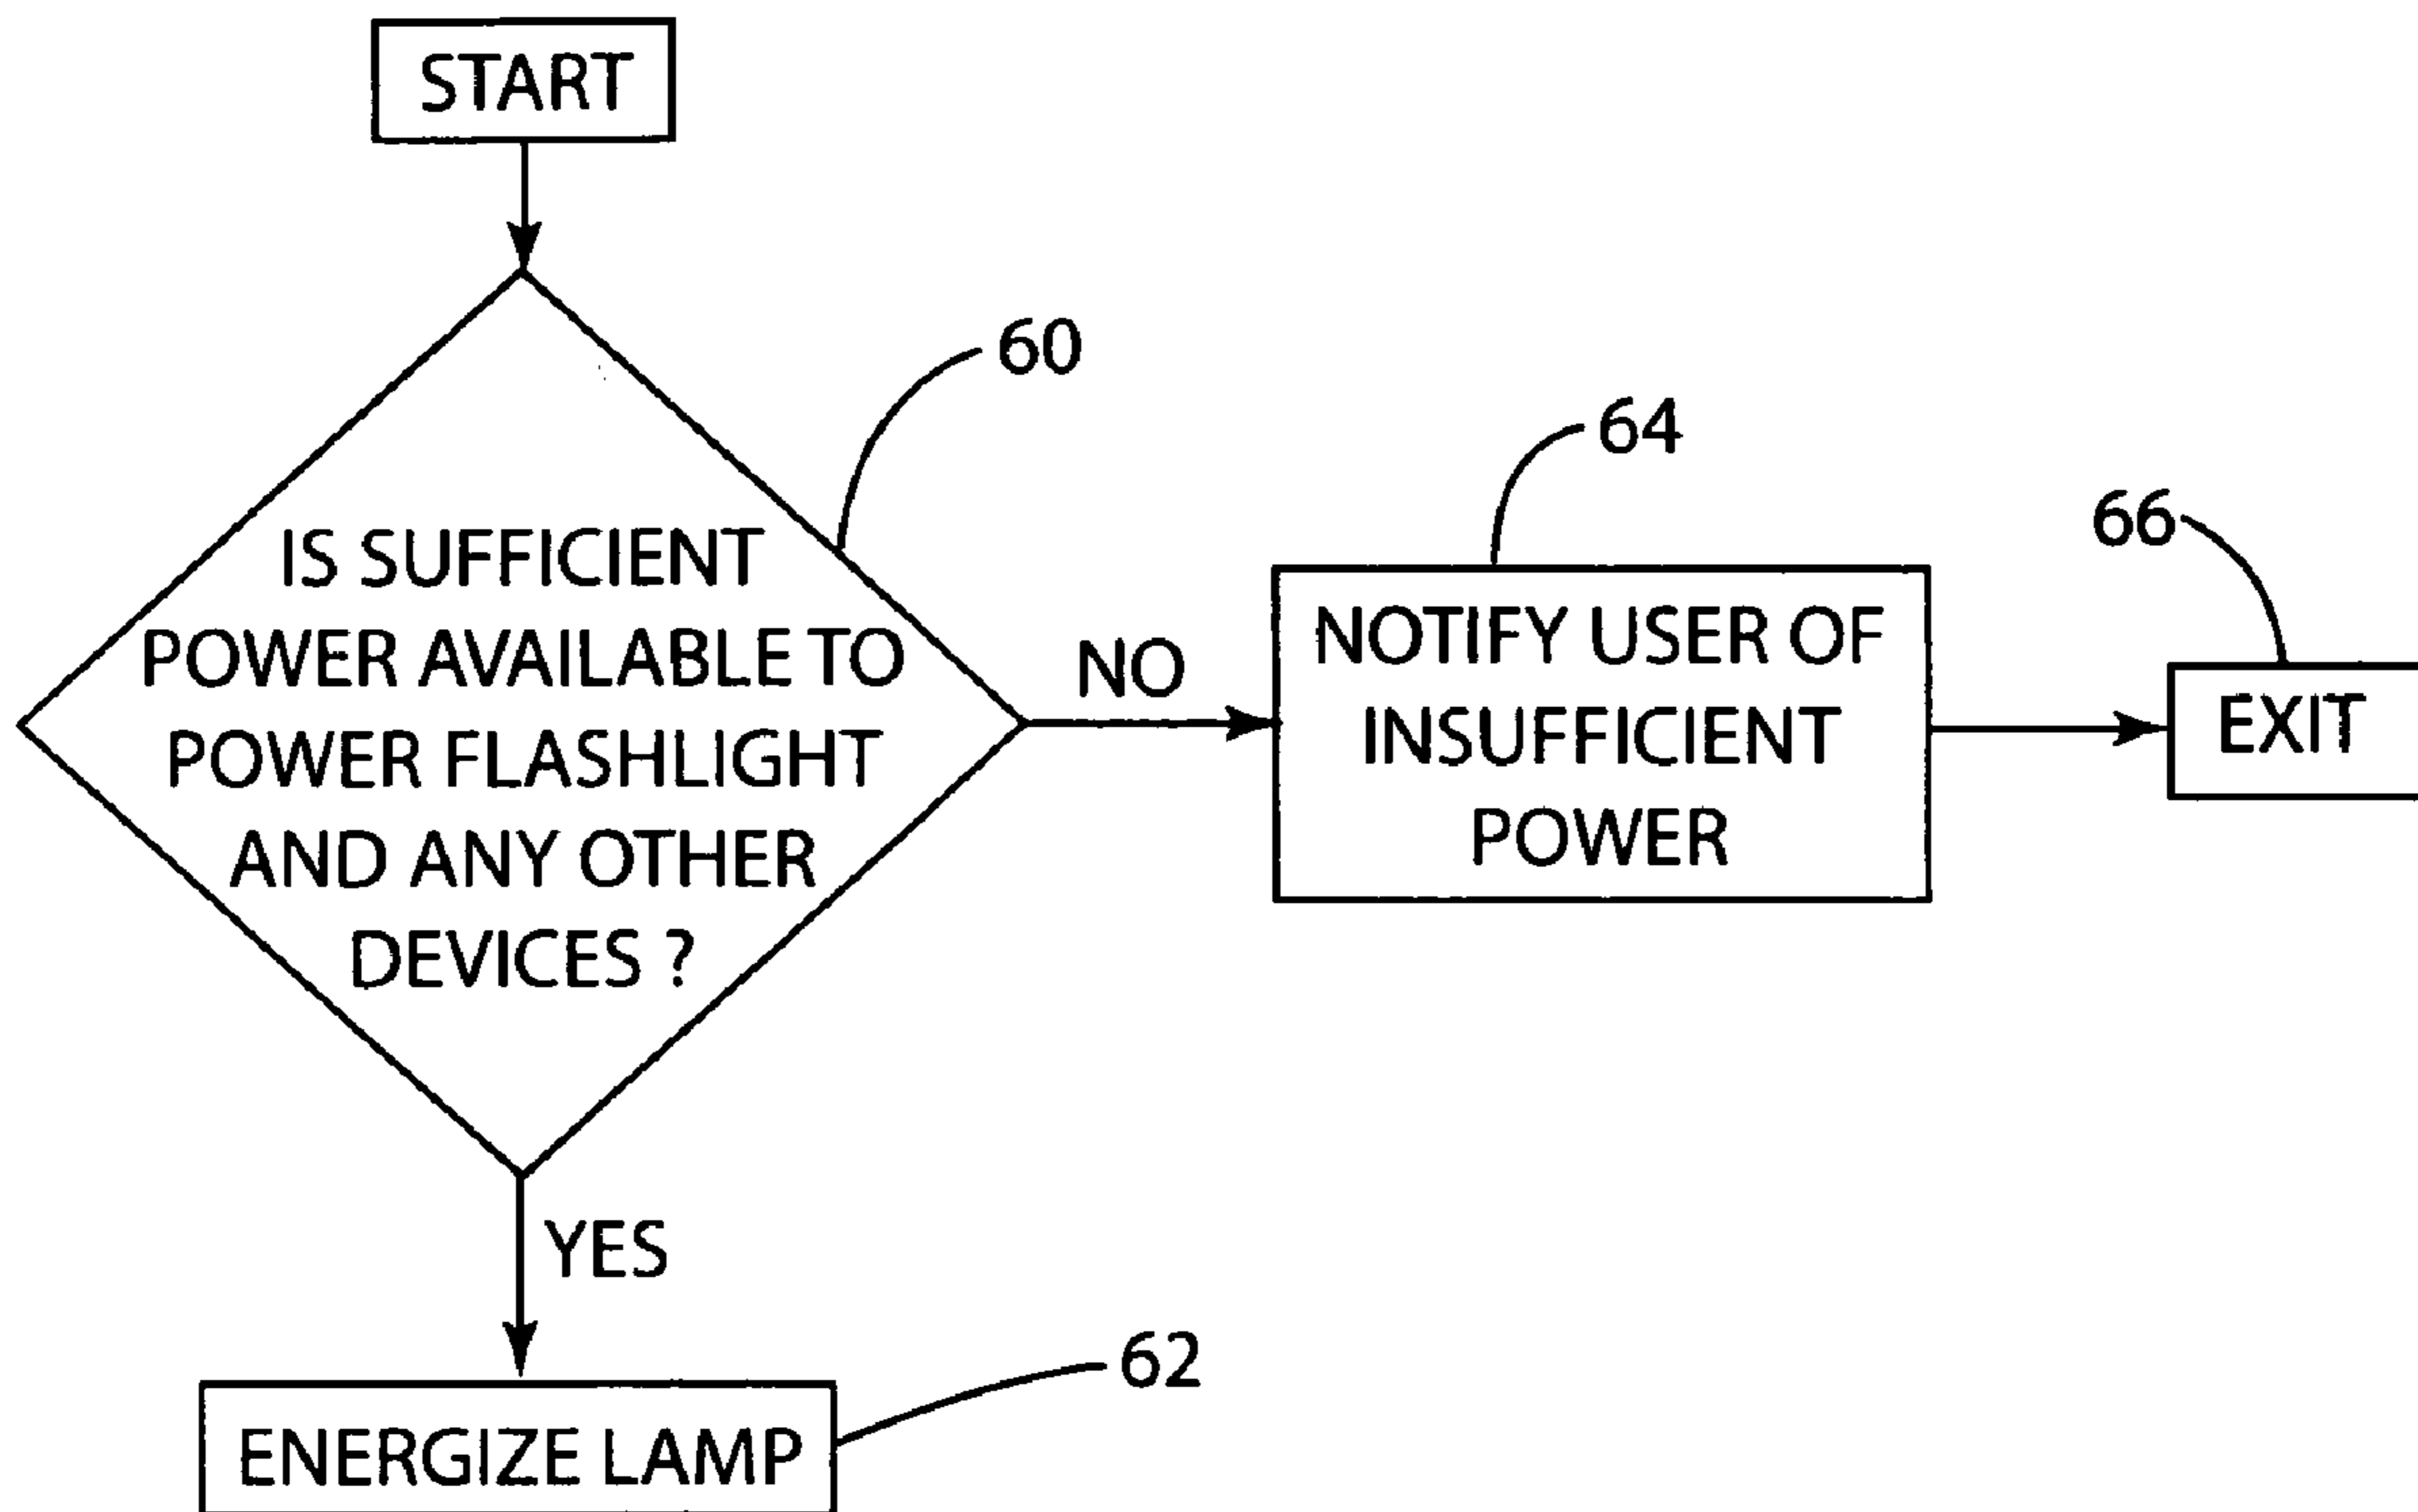 START
60
IS SUFFICIENT
POWER AVAILABLE TO
POWER FLASHLIGHT
AND ANY OTHER
DEVICES ?
NO
64
NOTIFY USER OF
INSUFFICIENT
POWER
66
EXIT
YES
62
ENERGIZE LAMP